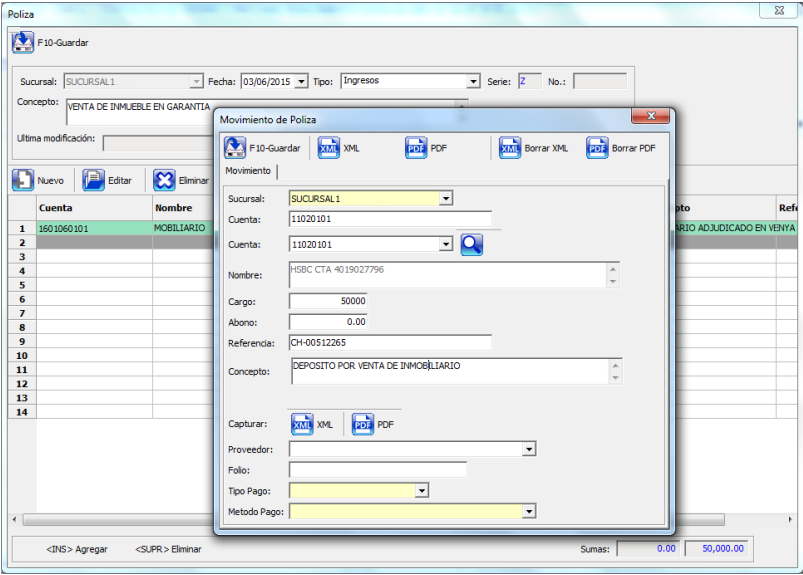 Poliza
F10-Guardar
Sucursal: SUCURSAL1 Fecha: 03/06/2015 Tipo: Ingresos Serie: Z No.:
Concepto: VENTA DE INMUEBLE EN GARANTIA
Ultima modificación:
Nuevo Editar Eliminar
Cuenta Nombre pto Refe
1 1601060101 MOBILIARIO ARIO ADJUDICADO EN VENYA
2
3
4
5
6
7
8
9
10
11
12
13
14
<INS> Agregar <SUPR> Eliminar Sumas: 0.00 50,000.00
Movimiento de Poliza
F10-Guardar XML XML PDF PDF XML Borrar XML PDF Borrar PDF
Movimiento
Sucursal: SUCURSAL1
Cuenta: 11020101
Cuenta: 11020101
Nombre: HSBC CTA 4019027796
Cargo: 50000
Abono: 0.00
Referencia: CH-00512265
Concepto: DEPOSITO POR VENTA DE INMOBILIARIO
Capturar: XML XML PDF PDF
Proveedor:
Folio:
Tipo Pago:
Metodo Pago: